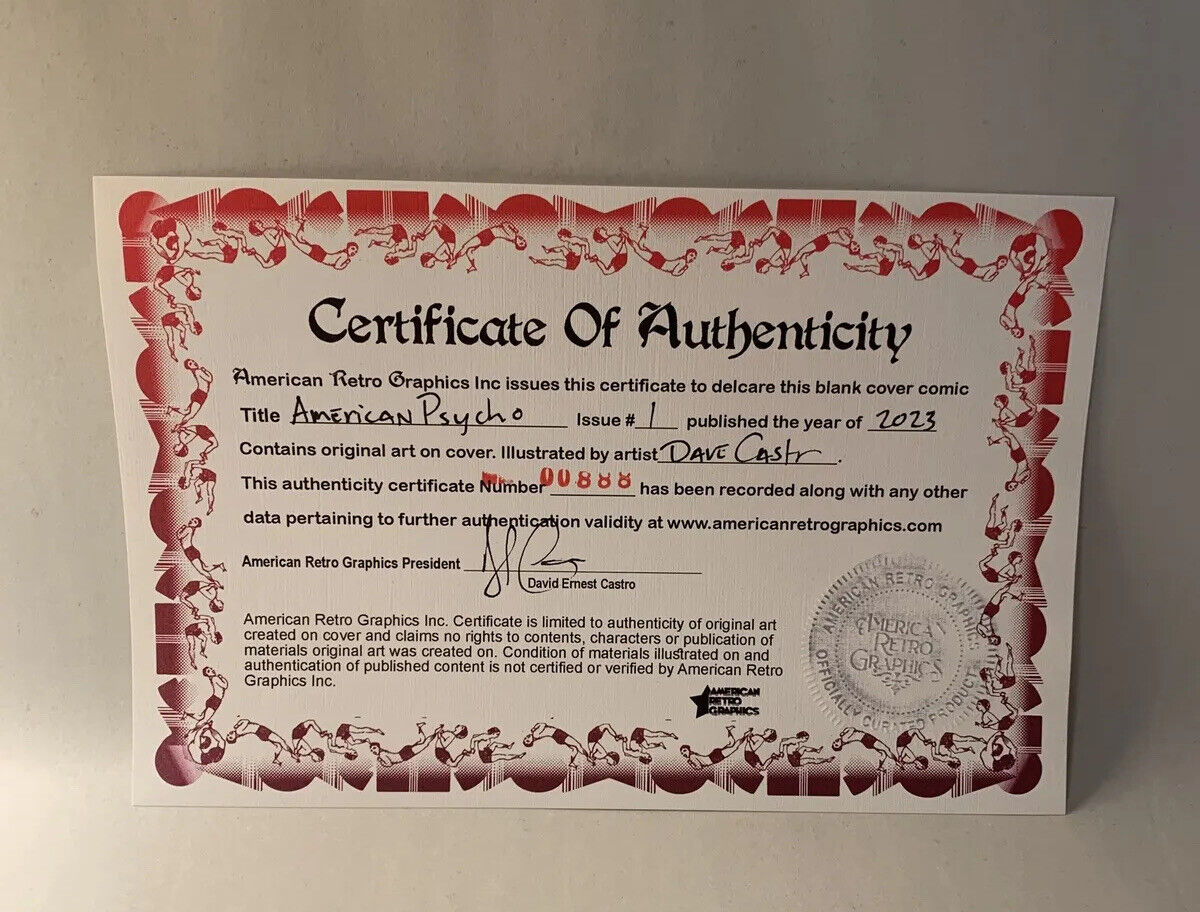 Certificate Of Authenticity
American Retro Graphics Inc issues this certificate to delcare this blank cover comic
Title American Psycho Issue # 1 published the year of 2023
Contains original art on cover. Illustrated by artist Dave Castr.
This authenticity certificate Number 00888 has been recorded along with any other
data pertaining to further authentication validity at www.americanretrographics.com
American Retro Graphics President
David Ernest Castro
American Retro Graphics Inc. Certificate is limited to authenticity of original art
created on cover and claims no rights to contents, characters or publication of
materials original art was created on. Condition of materials illustrated on and
authentication of published content is not certified or verified by American Retro
Graphics Inc.
AMERICAN
RETRO
GRAPHICS
AMERICAN RETRO GRAPHICS
AMERICAN
RETRO
GRAPHICS
OFFICIALLY CURATED PRODUCT